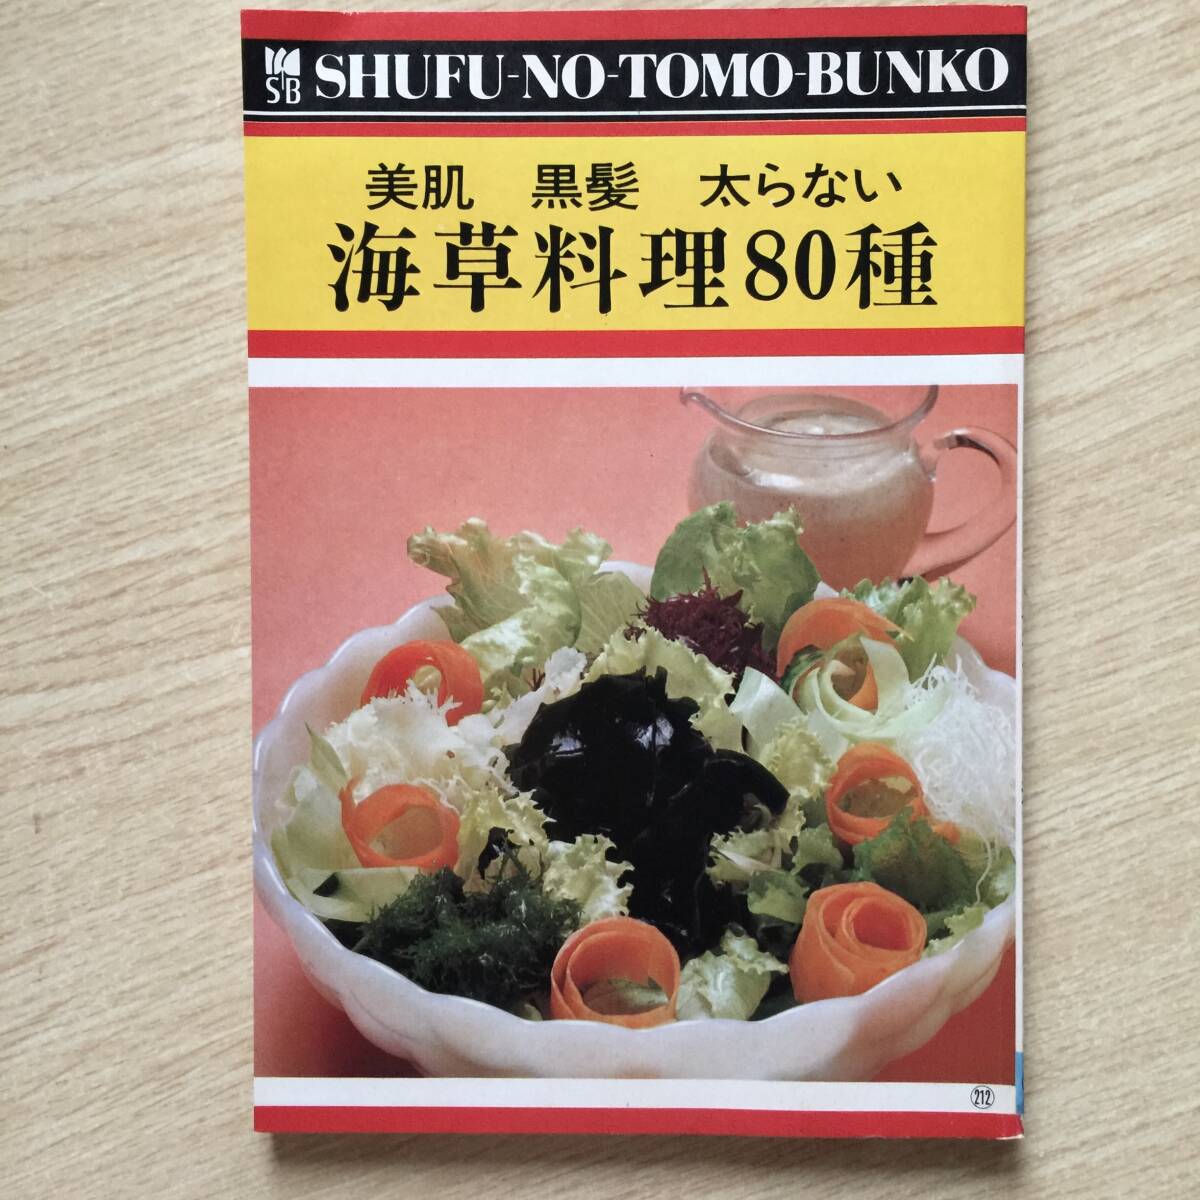 SB SHUFU-NO-TOMO-BUNKO
美肌 黒髪 太らない
海草料理80種
212